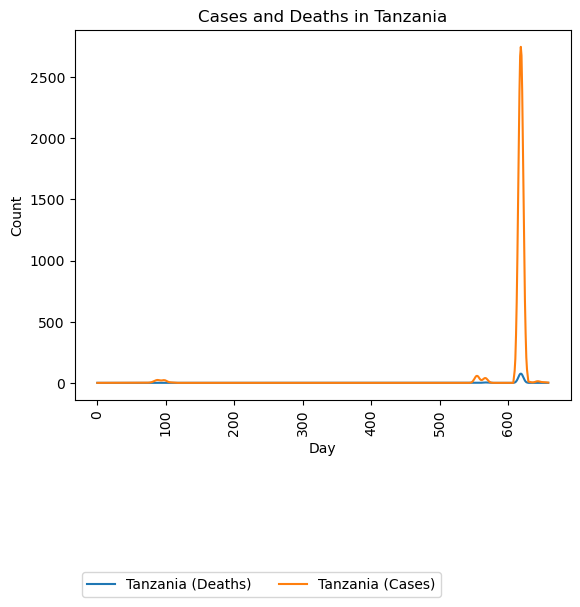 Cases and Deaths in Tanzania
2500
2000
1500
1000
500
0
Count
0
100
200
300
400
500
600
Day
Tanzania (Deaths)
Tanzania (Cases)